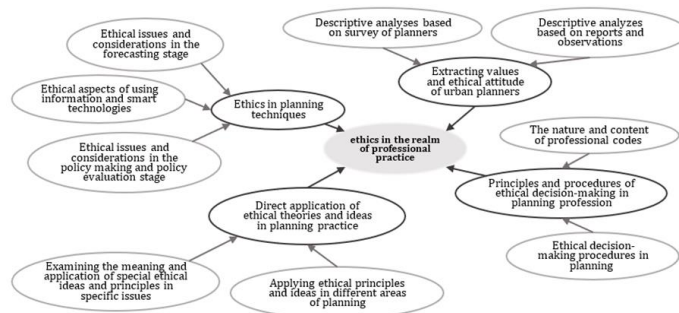 Ethical issues and
considerations in the
forecasting stage
Descriptive analyses based
on survey of planners
Descriptive analyzes
based on reports and
observations
Ethical aspects of using
information and smart
technologies
Ethics in planning
techniques
Extracting values
and ethical attitude
of urban planners
Ethical issues and
considerations in the
policy making and policy
evaluation stage
ethics in the realm
of professional
practice
The nature and content
of professional codes
Principles and procedures of
ethical decision-making in
planning profession
Direct application of
ethical theories and ideas
in planning practice
Ethical decision-
making procedures in
planning
Examining the meaning and
application of special ethical
ideas and principles in
specific issues
Applying ethical principles
and ideas in different areas
of planning